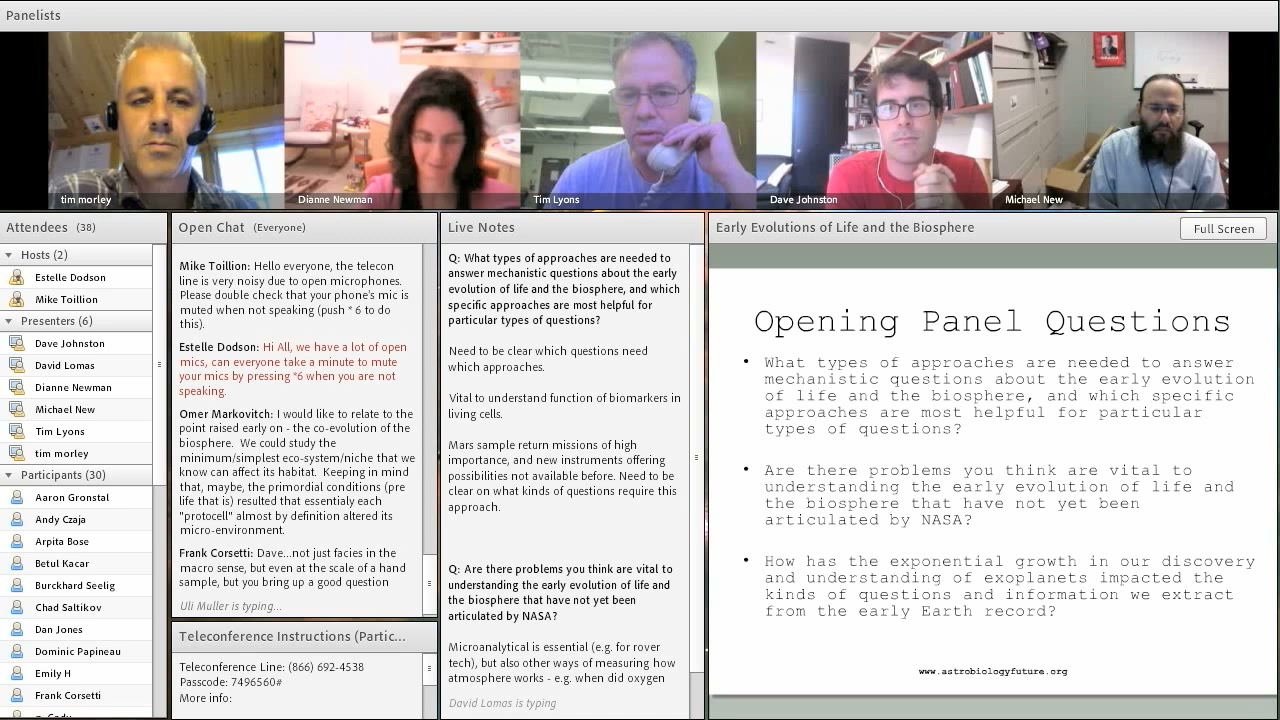 Panelists
tim morley
Dianne Newman
Tim Lyons
Dave Johnston
Michael New
Attendees (38)
Hosts (2)
Estelle Dodson
Mike Toillion
Presenters (6)
Dave Johnston
David Lomas
Dianne Newman
Michael New
Tim Lyons
tim morley
Participants (30)
Aaron Gronstal
Andy Czaja
Arpita Bose
Betul Kacar
Burckhard Seelig
Chad Saltikov
Dan Jones
Dominic Papineau
Emily H
Frank Corsetti
Open Chat (Everyone)
Mike Toillion: Hello everyone, the telecon
line is very noisy due to open microphones.
Please double check that your phone's mic is
muted when not speaking (push * 6 to do
this).
Estelle Dodson: Hi All, we have a lot of open
mics, can everyone take a minute to mute
your mics by pressing *6 when you are not
speaking.
Omer Markovitch: I would like to relate to the
point raised early on - the co-evolution of the
biosphere. We could study the
minimum/simplest eco-system/niche that we
know can affect its habitat. Keeping in mind
that, maybe, the primordial conditions (pre
life that is) resulted that essentialy each
"protocell" almost by definition altered its
micro-environment.
Frank Corsetti: Dave...not just facies in the
macro sense, but even at the scale of a hand
sample, but you bring up a good question
Uli Muller is typing...
Teleconference Instructions (Partic...
Teleconference Line: (866) 692-4538
Passcode: 7496560#
More info:
Live Notes
Q: What types of approaches are needed to
answer mechanistic questions about the early
evolution of life and the biosphere, and which
specific approaches are most helpful for
particular types of questions?
Need to be clear which questions need
which approaches.
Vital to understand function of biomarkers in
living cells.
Mars sample return missions of high
importance, and new instruments offering
possibilities not available before. Need to be
clear on what kinds of questions require this
approach.
Q: Are there problems you think are vital to
understanding the early evolution of life and
the biosphere that have not yet been
articulated by NASA?
Microanalytical is essential (e.g. for rover
tech), but also other ways of measuring how
atmosphere works - e.g. when did oxygen
David Lomas is typing
Early Evolutions of Life and the Biosphere
Full Screen
Opening Panel Questions
• What types of approaches are needed to answer
mechanistic questions about the early evolution
of life and the biosphere, and which specific
approaches are most helpful for particular
types of questions?
• Are there problems you think are vital to
understanding the early evolution of life and
the biosphere that have not yet been
articulated by NASA?
• How has the exponential growth in our discovery
and understanding of exoplanets impacted the
kinds of questions and information we extract
from the early Earth record?
www.astrobiologyfuture.org